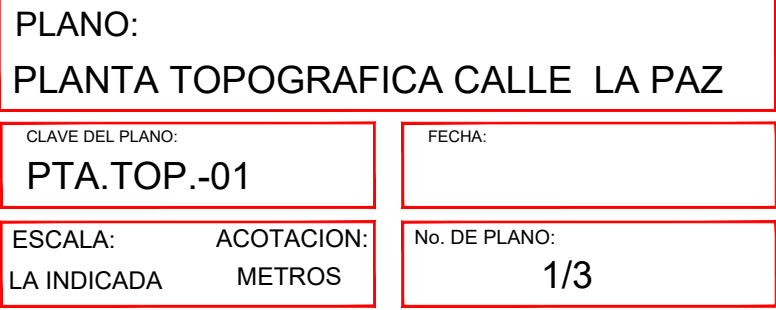 PLANO:
PLANTA TOPOGRAFICA CALLE LA PAZ
CLAVE DEL PLANO:
PTA.TOP.-01
FECHA:
ESCALA:
LA INDICADA
ACOTACION:
METROS
No. DE PLANO:
1/3